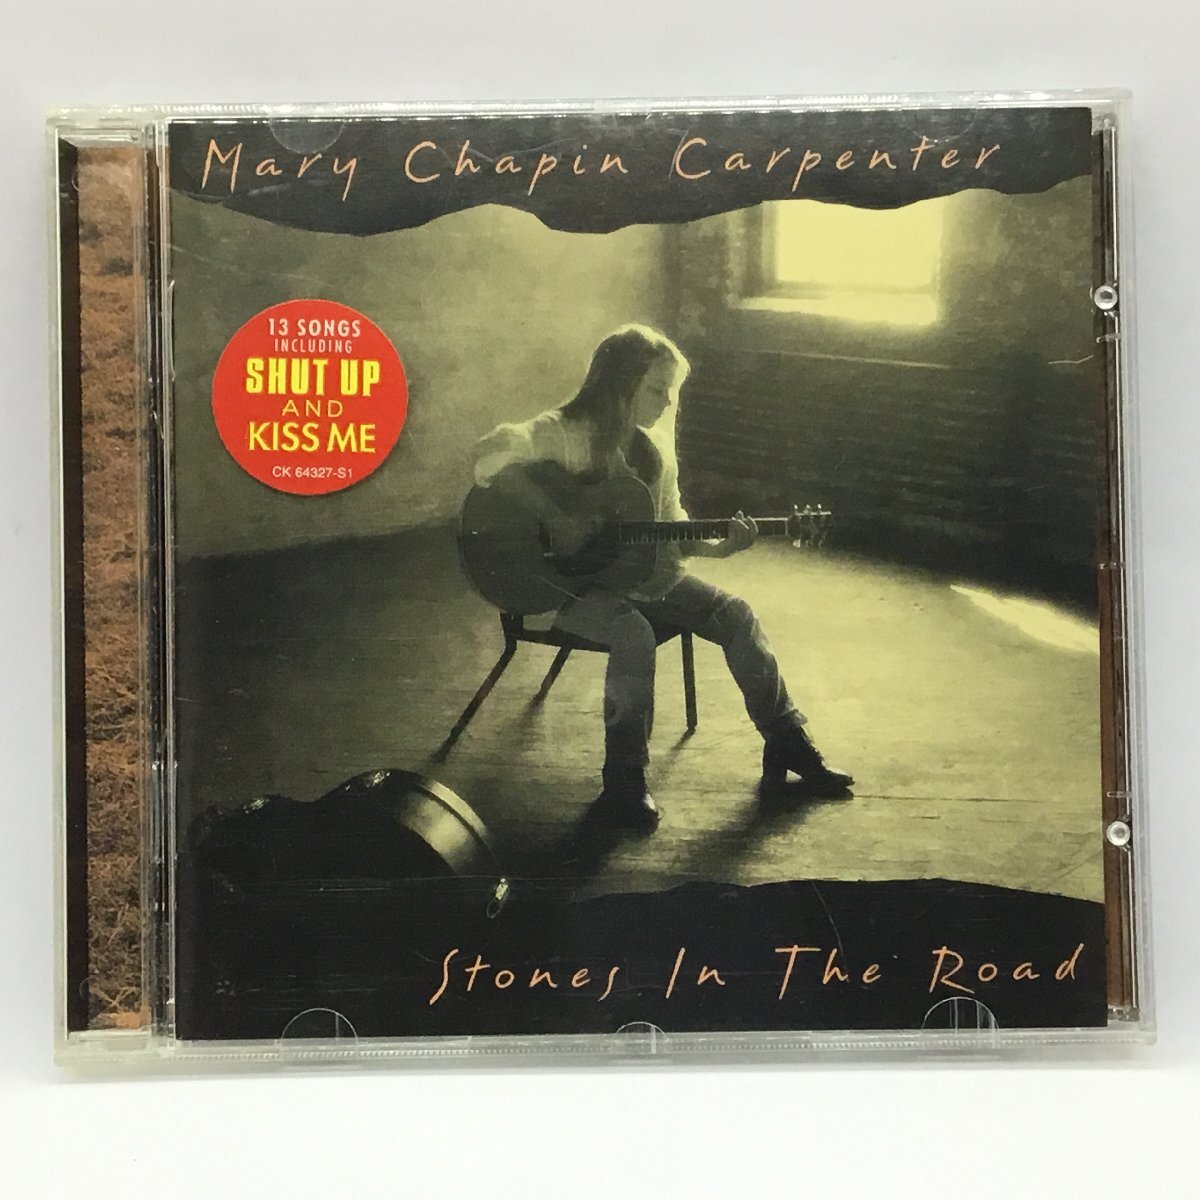 Mary Chapin Carpenter
13 SONGS
INCLUDING
SHUT UP
AND
KISS ME
CK 64327-S1
Stones In The Road